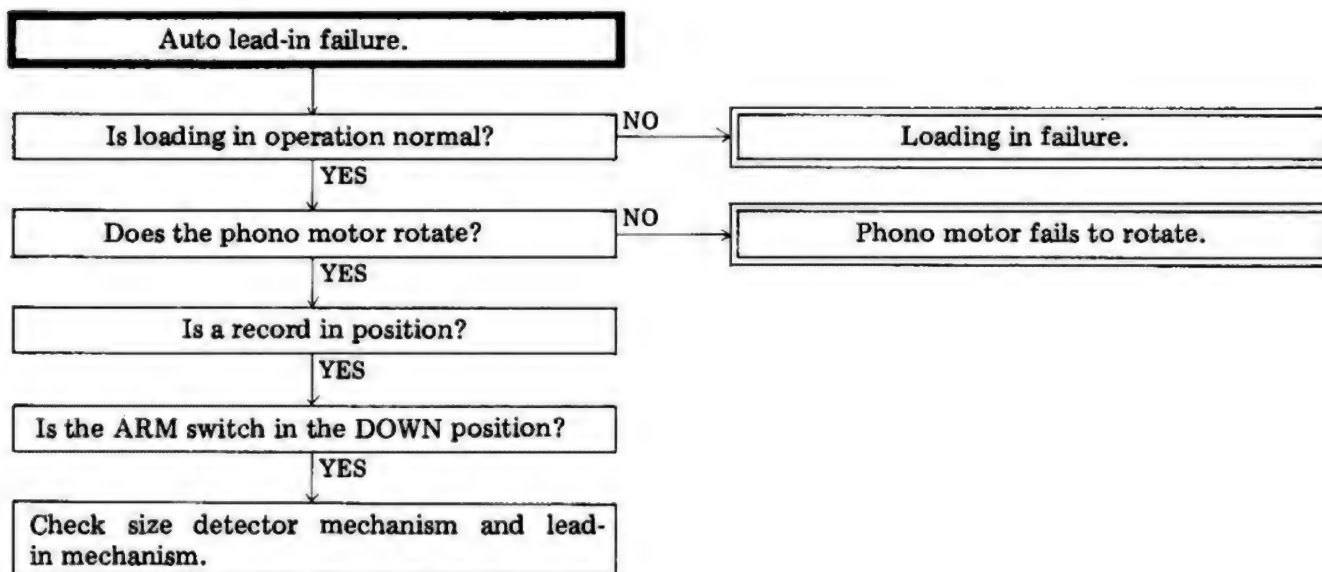 Auto lead-in failure.
Is loading in operation normal?
NO
Loading in failure.
YES
Does the phono motor rotate?
NO
Phono motor fails to rotate.
YES
Is a record in position?
YES
Is the ARM switch in the DOWN position?
YES
Check size detector mechanism and lead-
in mechanism.